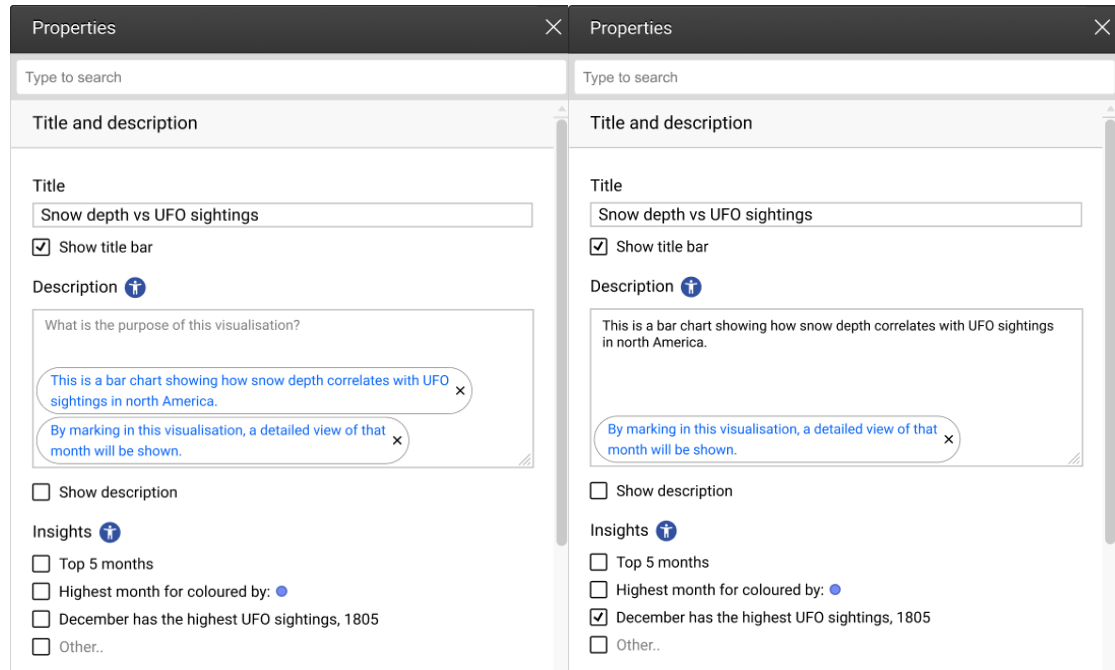 Properties
Type to search
Title and description
Title
Snow depth vs UFO sightings
Show title bar
Description
What is the purpose of this visualisation?
This is a bar chart showing how snow depth correlates with UFO
sightings in north America.
By marking in this visualisation, a detailed view of that
month will be shown.
Show description
Insights
Top 5 months
Highest month for coloured by:
December has the highest UFO sightings, 1805
Other..
Properties
Type to search
Title and description
Title
Snow depth vs UFO sightings
Show title bar
Description
This is a bar chart showing how snow depth correlates with UFO sightings
in north America.
By marking in this visualisation, a detailed view of that
month will be shown.
Show description
Insights
Top 5 months
Highest month for coloured by:
December has the highest UFO sightings, 1805
Other..